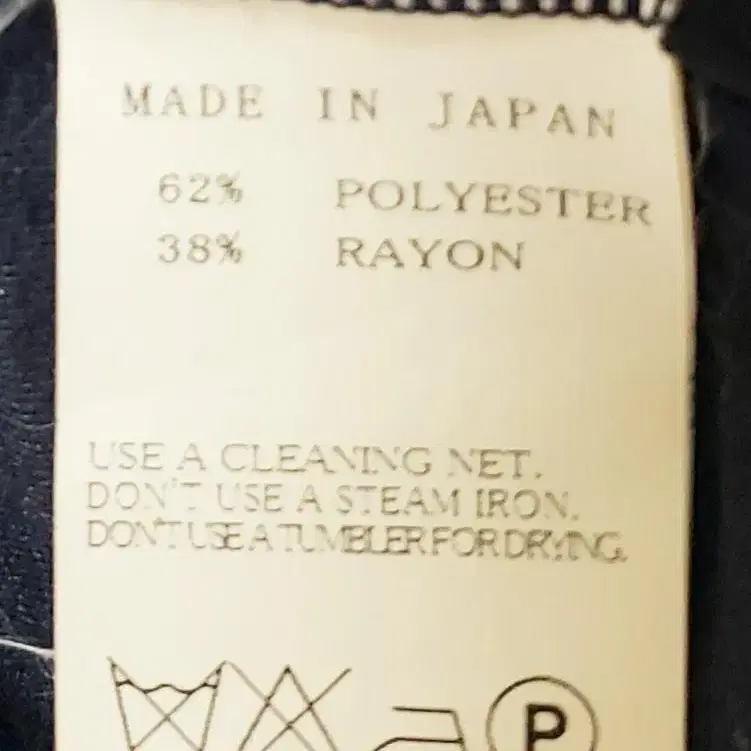 MADE IN JAPAN
62% POLYESTER
38% RAYON
USE A CLEANING NET.
DON'T USE A STEAM IRON.
DON'T USE A TUMBLER FOR DRYING.
P